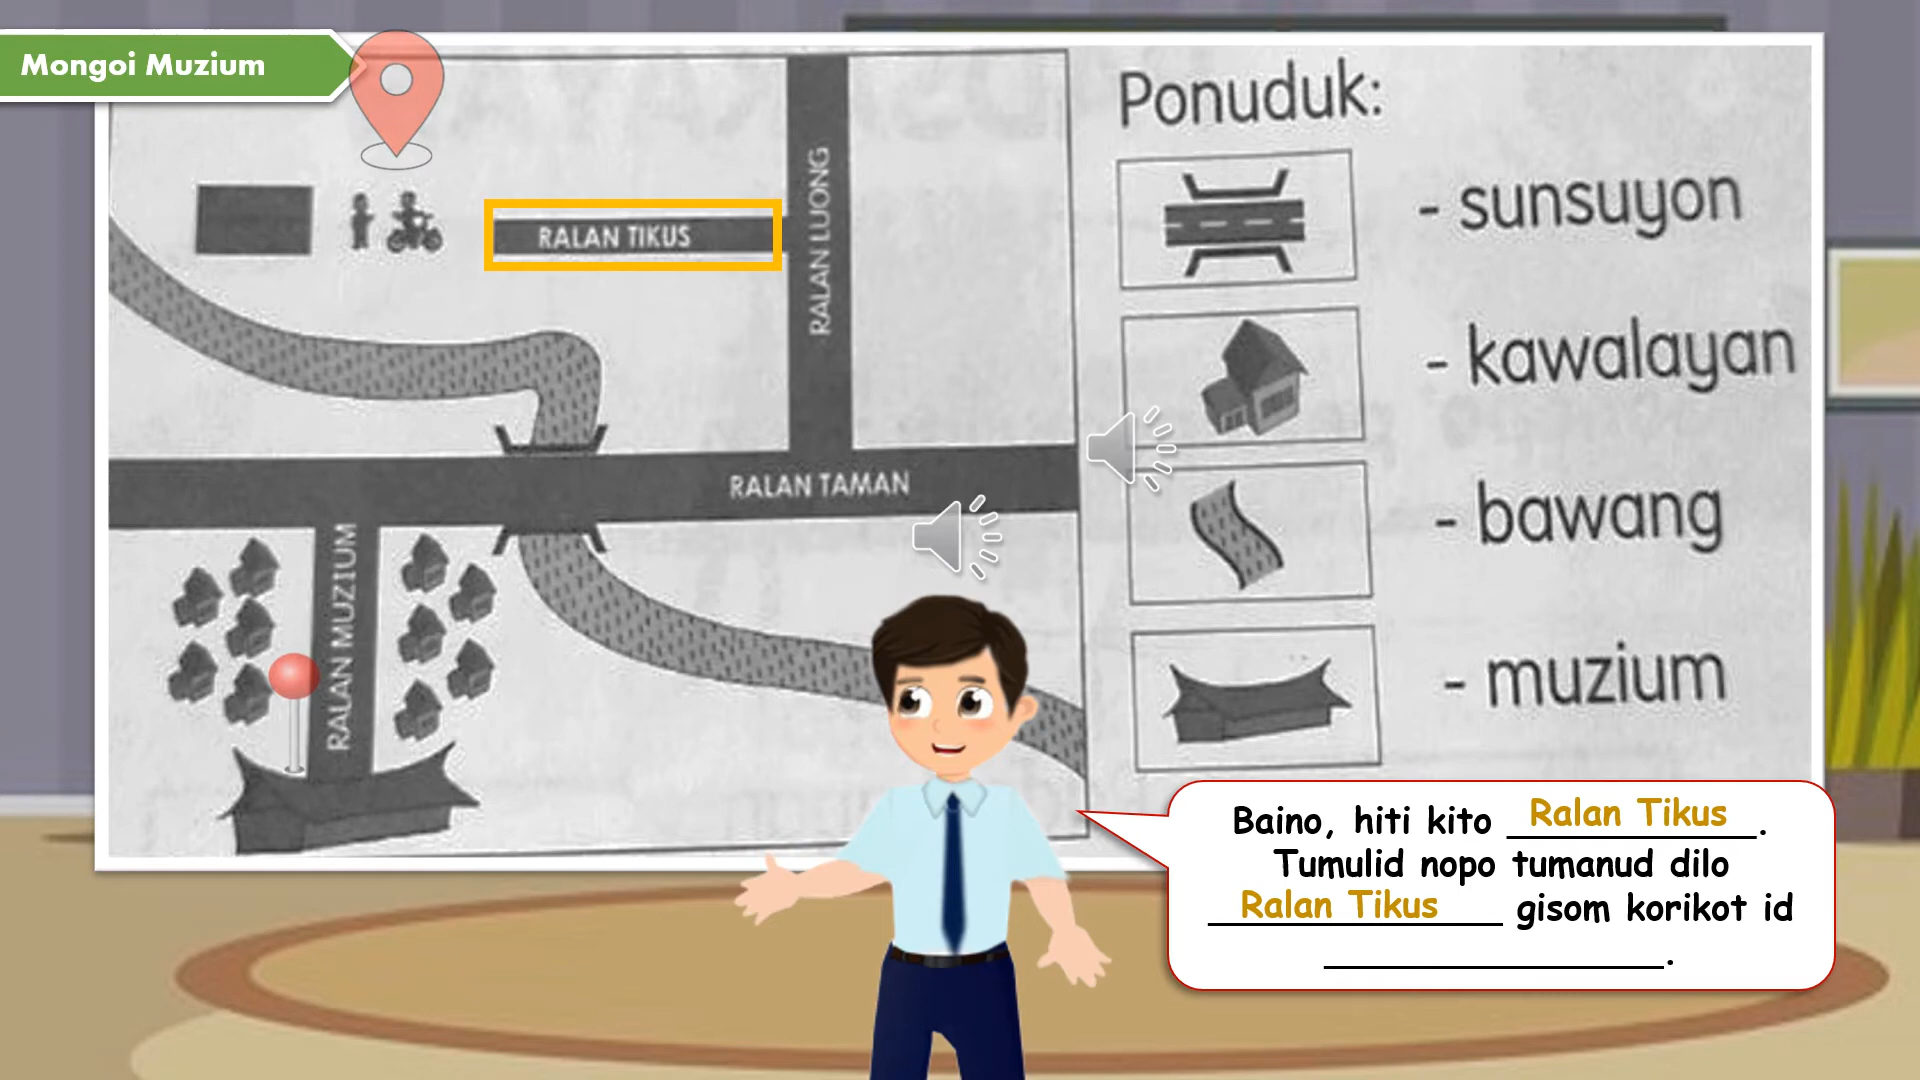 Mongoi Muzium
RALAN TIKUS
RALAN LUONG
RALAN TAMAN
RALAN MUZIUM
Ponuduk:
- sunsuyon
- kawalayan
- bawang
- muzium
Baino, hiti kito Ralan Tikus.
Tumulid nopo tumanud dilo
Ralan Tikus gisom korikot id
____________________.